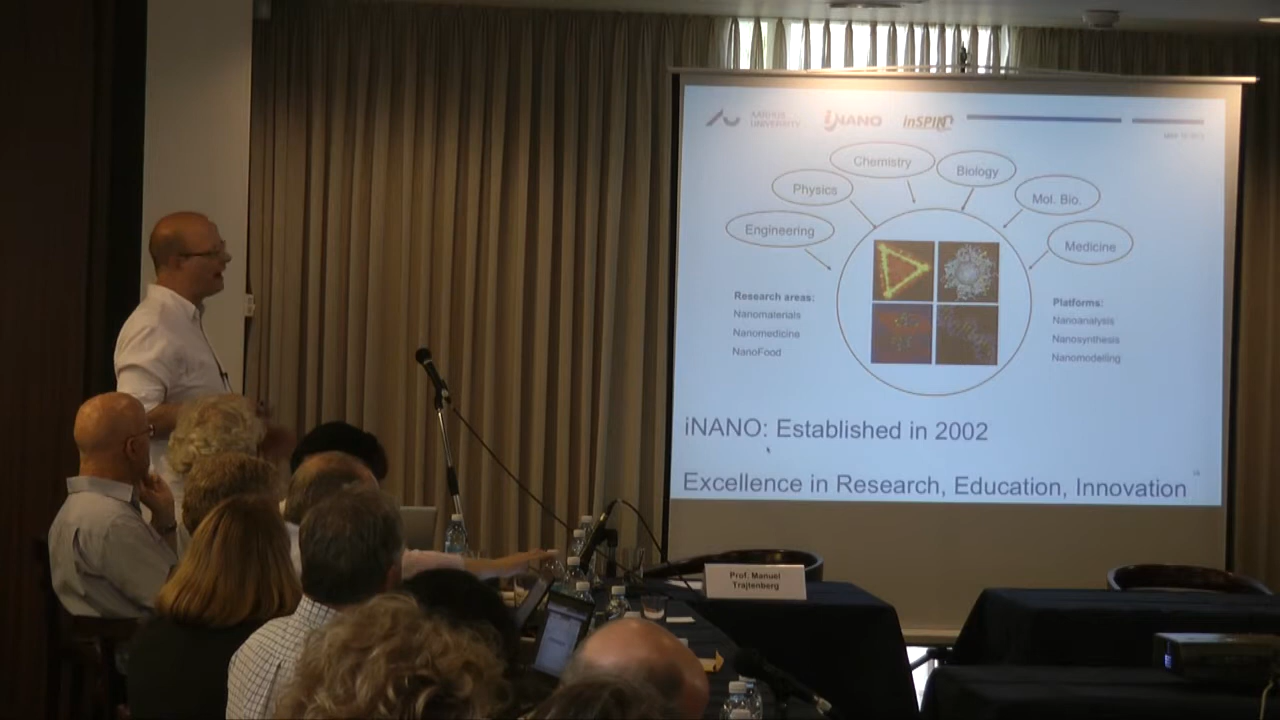 AARHUS
UNIVERSITY
iNANO
inSPIN
Chemistry
Biology
Physics
Mol. Bio.
Engineering
Medicine
Research areas:
Nanomaterials
Nanomedicine
NanoFood
Platforms:
Nanoanalysis
Nanosynthesis
Nanomodelling
iNANO: Established in 2002
Excellence in Research, Education, Innovation
Prof. Manuel
Trajtenberg